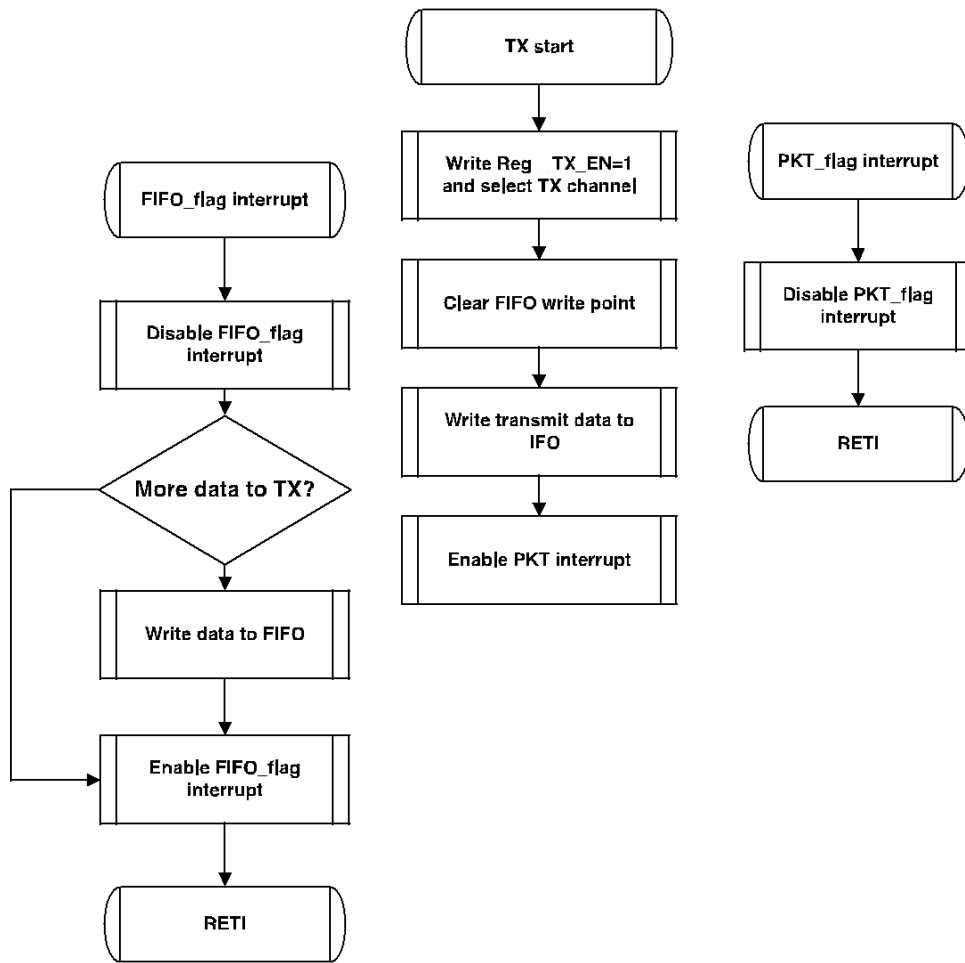 FIFO_flag interrupt
Disable FIFO_flag
interrupt
More data to TX?
Write data to FIFO
Enable FIFO_flag
interrupt
RETI
TX start
Write Reg _ TX_EN=1
and select TX channel
Clear FIFO write point
Write transmit data to
IFO
Enable PKT interrupt
PKT_flag interrupt
Disable PKT_flag
interrupt
RETI